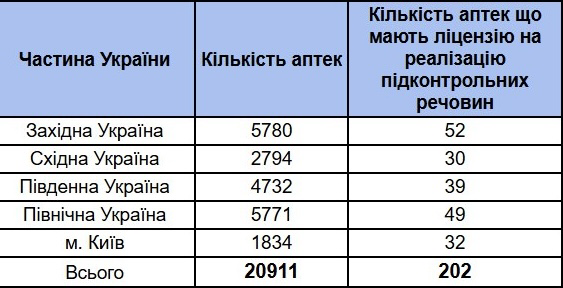 Частина України
Кількість аптек
Кількість аптек що
мають ліцензію на
реалізацію
підконтрольних
речовин
Західна Україна 5780 52
Східна Україна 2794 30
Південна Україна 4732 39
Північна Україна 5771 49
м. Київ 1834 32
Всього 20911 202